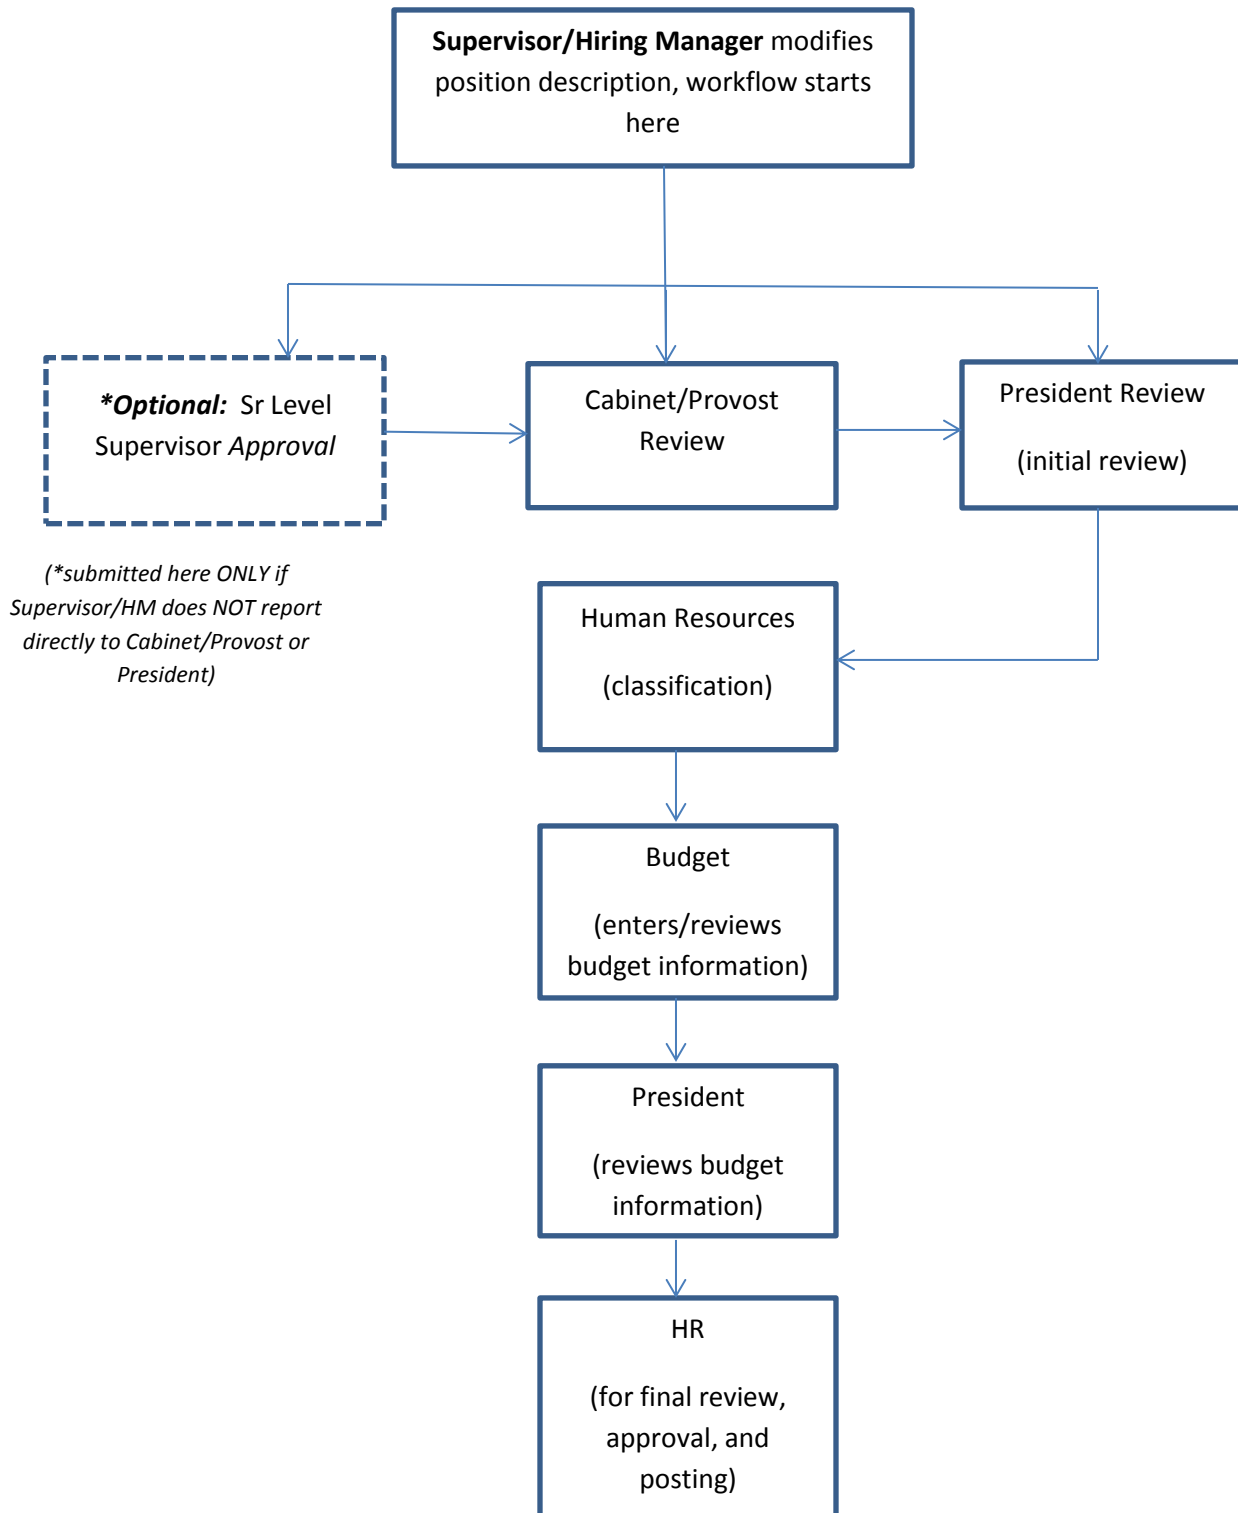 Supervisor/Hiring Manager modifies
position description, workflow starts
here
*Optional: Sr Level
Supervisor Approval
Cabinet/Provost
Review
President Review
(initial review)
(*submitted here ONLY if
Supervisor/HM does NOT report
directly to Cabinet/Provost or
President)
Human Resources
(classification)
Budget
(enters/reviews
budget information)
President
(reviews budget
information)
HR
(for final review,
approval, and
posting)